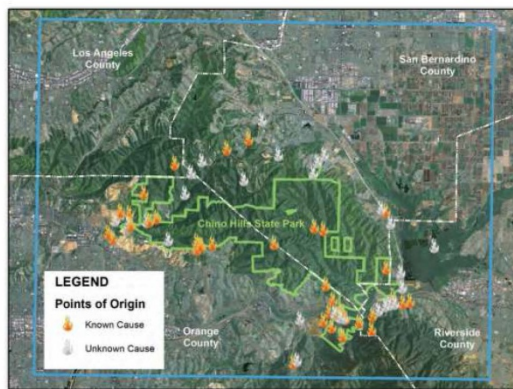 Los Angeles
County
San Bernardino
County
Chino Hills State Park
LEGEND
Points of Origin
Known Cause
Unknown Cause
Orange
County
Riverside
County